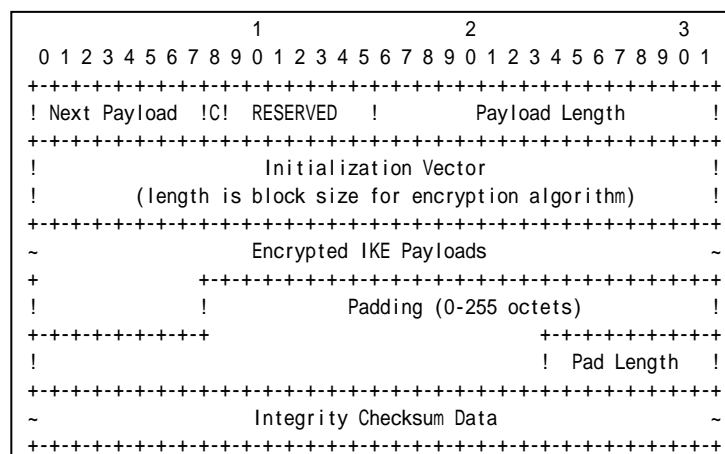 1                   2                   3
 0 1 2 3 4 5 6 7 8 9 0 1 2 3 4 5 6 7 8 9 0 1 2 3 4 5 6 7 8 9 0 1
+-+-+-+-+-+-+-+-+-+-+-+-+-+-+-+-+-+-+-+-+-+-+-+-+-+-+-+-+-+-+-+-+
! Next Payload  !C!  RESERVED   !         Payload Length        !
+-+-+-+-+-+-+-+-+-+-+-+-+-+-+-+-+-+-+-+-+-+-+-+-+-+-+-+-+-+-+-+-+
!                     Initialization Vector                     !
!         (length is block size for encryption algorithm)       !
+-+-+-+-+-+-+-+-+-+-+-+-+-+-+-+-+-+-+-+-+-+-+-+-+-+-+-+-+-+-+-+-+
~                    Encrypted IKE Payloads                     ~
+               +-+-+-+-+-+-+-+-+-+-+-+-+-+-+-+-+-+-+-+-+-+-+-+-+
!               !             Padding (0-255 octets)            !
+-+-+-+-+-+-+-+-+                               +-+-+-+-+-+-+-+-+
!                                               !  Pad Length   !
+-+-+-+-+-+-+-+-+-+-+-+-+-+-+-+-+-+-+-+-+-+-+-+-+-+-+-+-+-+-+-+-+
~                    Integrity Checksum Data                    ~
+-+-+-+-+-+-+-+-+-+-+-+-+-+-+-+-+-+-+-+-+-+-+-+-+-+-+-+-+-+-+-+-+